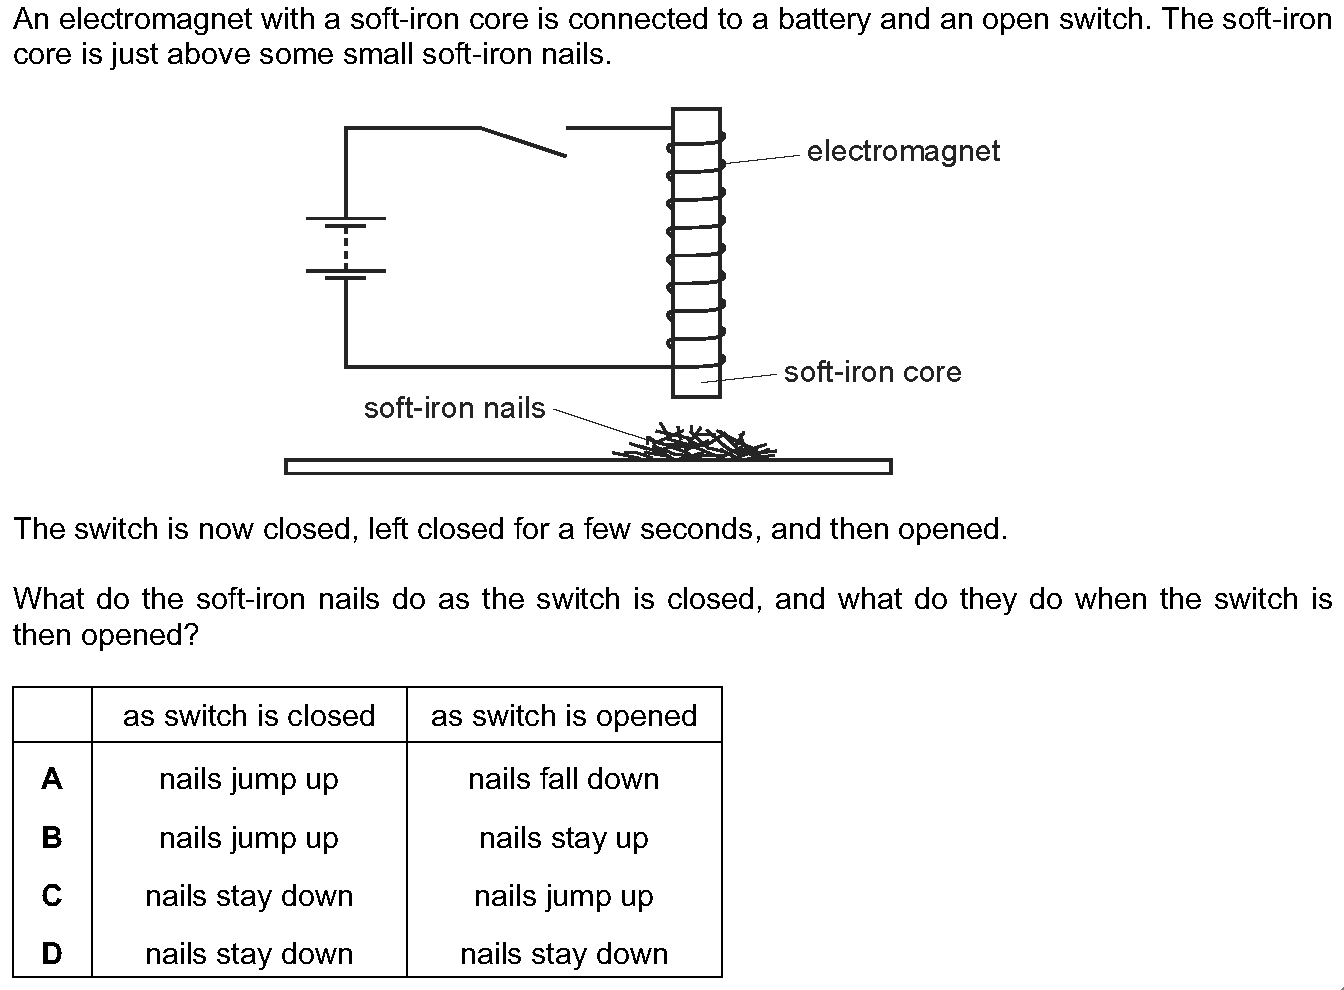 An electromagnet with a soft-iron core is connected to a battery and an open switch. The soft-iron
core is just above some small soft-iron nails.
electromagnet
soft-iron core
soft-iron nails
The switch is now closed, left closed for a few seconds, and then opened.
What do the soft-iron nails do as the switch is closed, and what do they do when the switch is
then opened?
as switch is closed as switch is opened
A nails jump up nails fall down
B nails jump up nails stay up
C nails stay down nails jump up
D nails stay down nails stay down